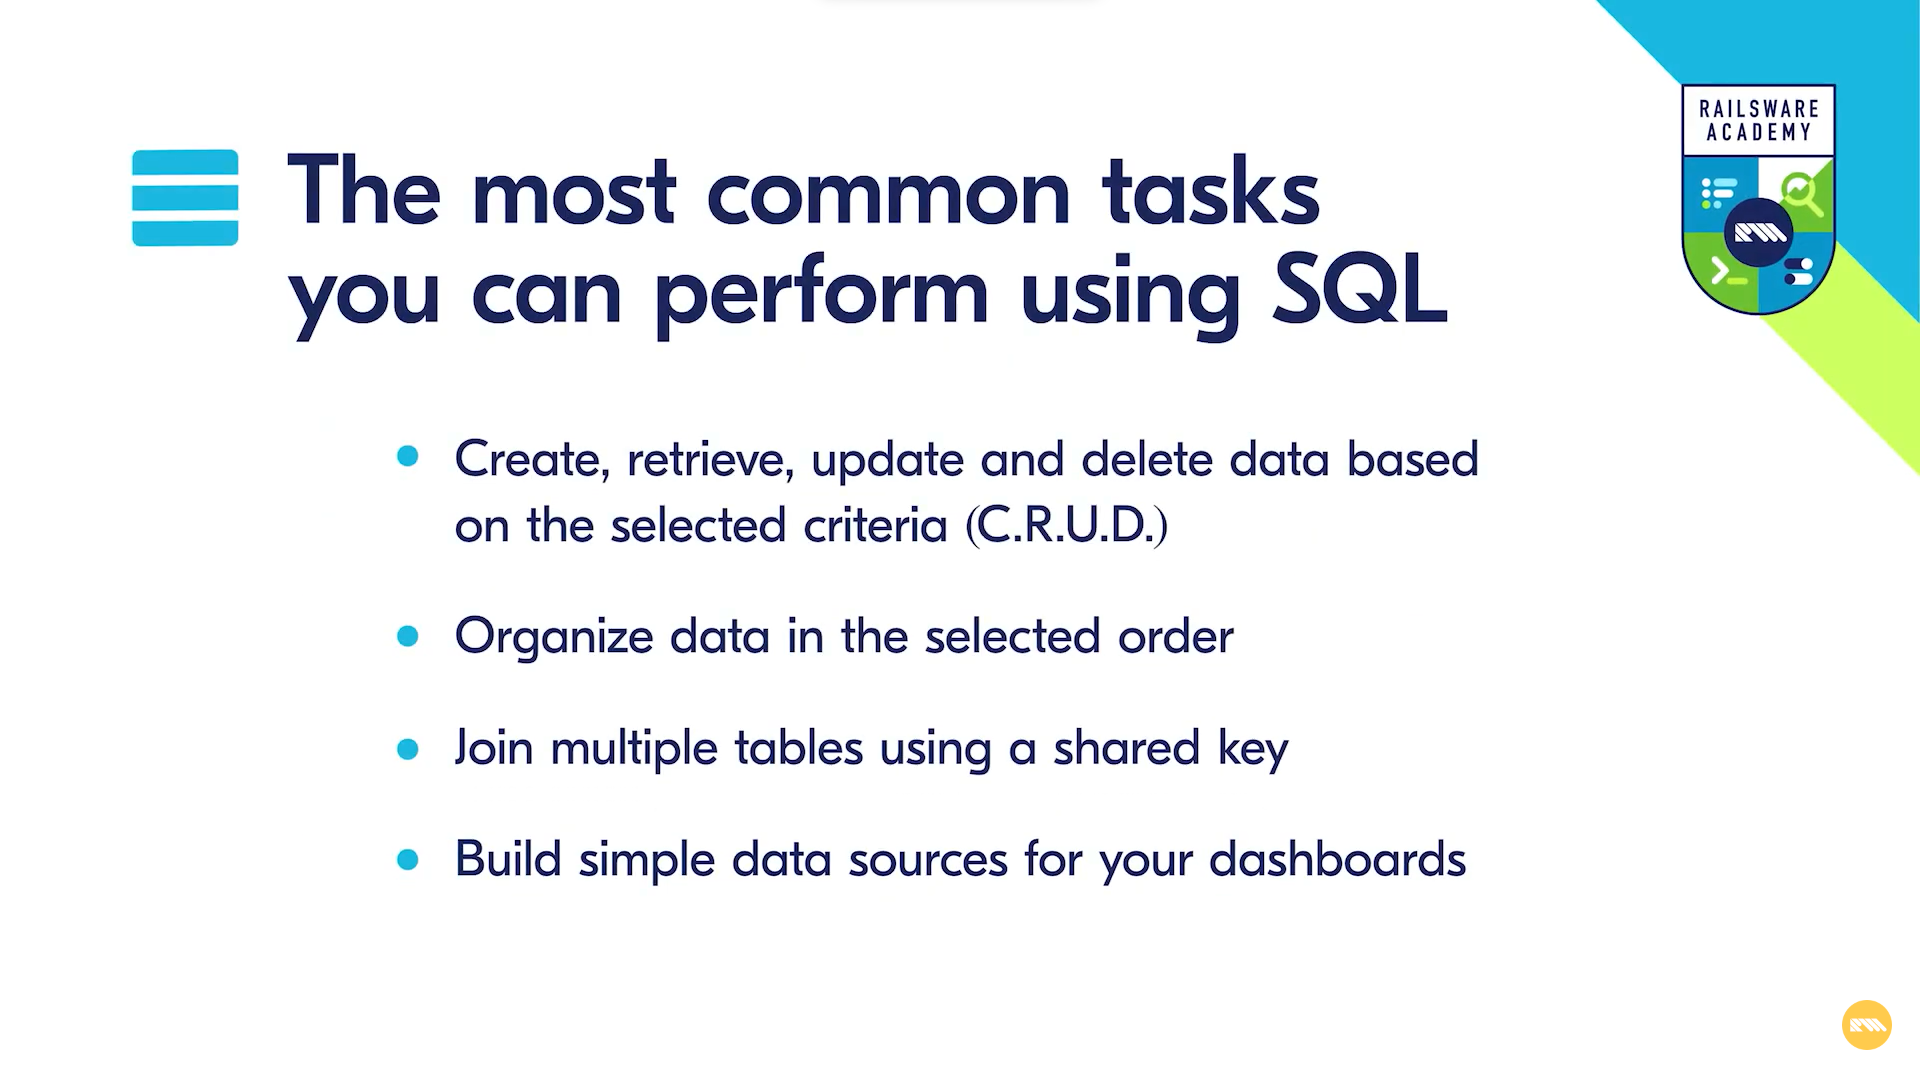 RAILSWARE
ACADEMY
The most common tasks
you can perform using SQL
Create, retrieve, update and delete data based
on the selected criteria (C.R.U.D.)
Organize data in the selected order
Join multiple tables using a shared key
Build simple data sources for your dashboards